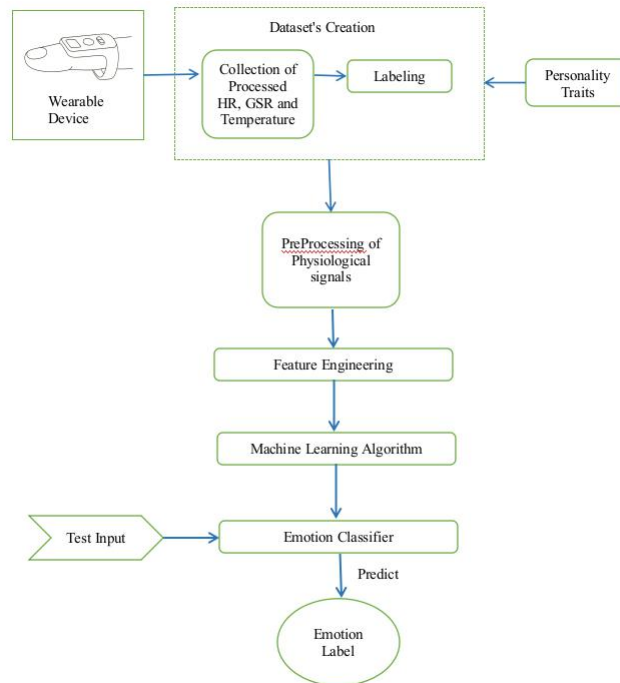 Dataset's Creation
Wearable
Device
Collection of
Processed
HR, GSR and
Temperature
Labeling
Personality
Traits
PreProcessing of
Physiological
signals
Feature Engineering
Machine Learning Algorithm
Test Input
Emotion Classifier
Predict
Emotion
Label